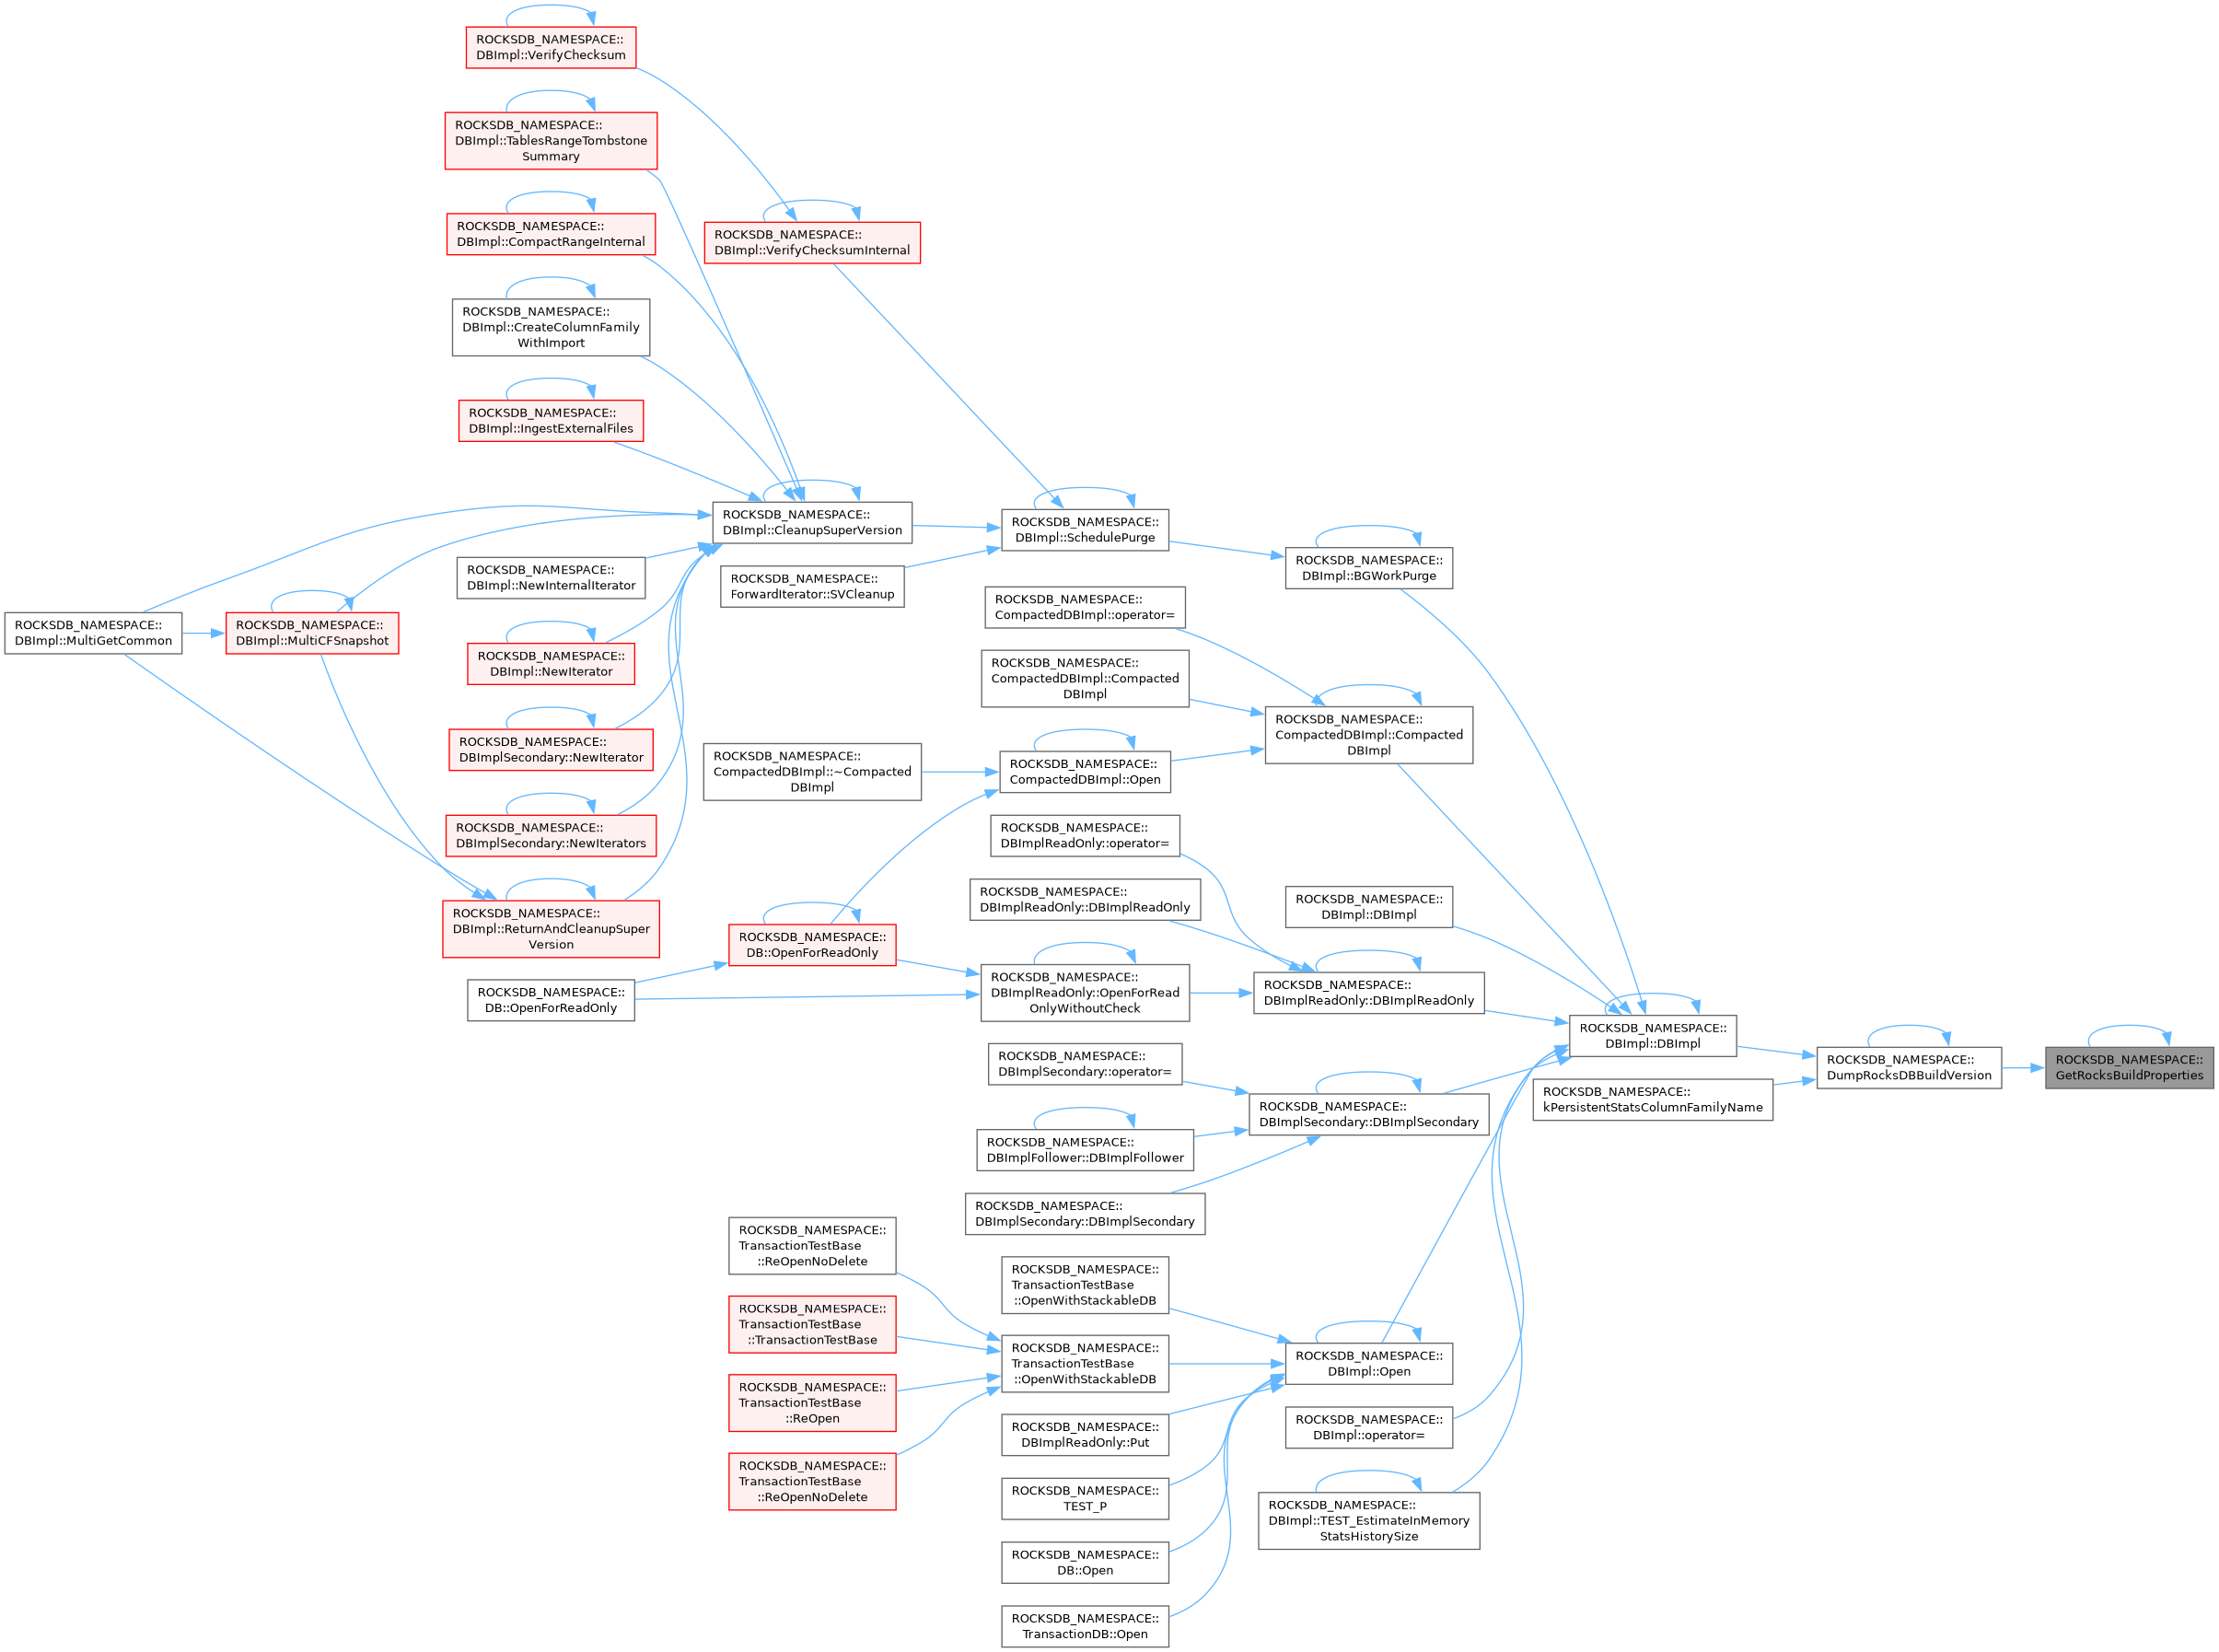 ROCKSDB_NAMESPACE::
DBImpl::VerifyChecksum
ROCKSDB_NAMESPACE::
DBImpl::TablesRangeTombstone
Summary
ROCKSDB_NAMESPACE::
DBImpl::CompactRangeInternal
ROCKSDB_NAMESPACE::
DBImpl::VerifyChecksumInternal
ROCKSDB_NAMESPACE::
DBImpl::CreateColumnFamily
WithImport
ROCKSDB_NAMESPACE::
DBImpl::IngestExternalFiles
ROCKSDB_NAMESPACE::
DBImpl::CleanupSuperVersion
ROCKSDB_NAMESPACE::
DBImpl::SchedulePurge
ROCKSDB_NAMESPACE::
DBImpl::BGWorkPurge
ROCKSDB_NAMESPACE::
DBImpl::NewInternalIterator
ROCKSDB_NAMESPACE::
ForwardIterator::SVCleanup
ROCKSDB_NAMESPACE::
CompactedDBImpl::operator=
ROCKSDB_NAMESPACE::
DBImpl::MultiGetCommon
ROCKSDB_NAMESPACE::
DBImpl::MultiCFSnapshot
ROCKSDB_NAMESPACE::
DBImpl::NewIterator
ROCKSDB_NAMESPACE::
CompactedDBImpl::Compacted
DBImpl
ROCKSDB_NAMESPACE::
CompactedDBImpl::Compacted
DBImpl
ROCKSDB_NAMESPACE::
DBImplSecondary::NewIterator
ROCKSDB_NAMESPACE::
CompactedDBImpl::~Compacted
DBImpl
ROCKSDB_NAMESPACE::
CompactedDBImpl::Open
ROCKSDB_NAMESPACE::
DBImplSecondary::NewIterators
ROCKSDB_NAMESPACE::
DBImplReadOnly::operator=
ROCKSDB_NAMESPACE::
DBImplReadOnly::DBImplReadOnly
ROCKSDB_NAMESPACE::
DBImpl::DBImpl
ROCKSDB_NAMESPACE::
DBImpl::ReturnAndCleanupSuper
Version
ROCKSDB_NAMESPACE::
DB::OpenForReadOnly
ROCKSDB_NAMESPACE::
DBImplReadOnly::OpenForRead
OnlyWithoutCheck
ROCKSDB_NAMESPACE::
DBImplReadOnly::DBImplReadOnly
ROCKSDB_NAMESPACE::
DB::OpenForReadOnly
ROCKSDB_NAMESPACE::
DBImpl::DBImpl
ROCKSDB_NAMESPACE::
DumpRocksDBBuildVersion
ROCKSDB_NAMESPACE::
GetRocksBuildProperties
ROCKSDB_NAMESPACE::
DBImplSecondary::operator=
ROCKSDB_NAMESPACE::
kPersistentStatsColumnFamilyName
ROCKSDB_NAMESPACE::
DBImplSecondary::DBImplSecondary
ROCKSDB_NAMESPACE::
DBImplFollower::DBImplFollower
ROCKSDB_NAMESPACE::
DBImplSecondary::DBImplSecondary
ROCKSDB_NAMESPACE::
TransactionTestBase
::ReOpenNoDelete
ROCKSDB_NAMESPACE::
TransactionTestBase
::OpenWithStackableDB
ROCKSDB_NAMESPACE::
TransactionTestBase
::TransactionTestBase
ROCKSDB_NAMESPACE::
TransactionTestBase
::OpenWithStackableDB
ROCKSDB_NAMESPACE::
DBImpl::Open
ROCKSDB_NAMESPACE::
TransactionTestBase
::ReOpen
ROCKSDB_NAMESPACE::
DBImplReadOnly::Put
ROCKSDB_NAMESPACE::
DBImpl::operator=
ROCKSDB_NAMESPACE::
TransactionTestBase
::ReOpenNoDelete
ROCKSDB_NAMESPACE::
TEST_P
ROCKSDB_NAMESPACE::
DBImpl::TEST_EstimateInMemory
StatsHistorySize
ROCKSDB_NAMESPACE::
DB::Open
ROCKSDB_NAMESPACE::
TransactionDB::Open